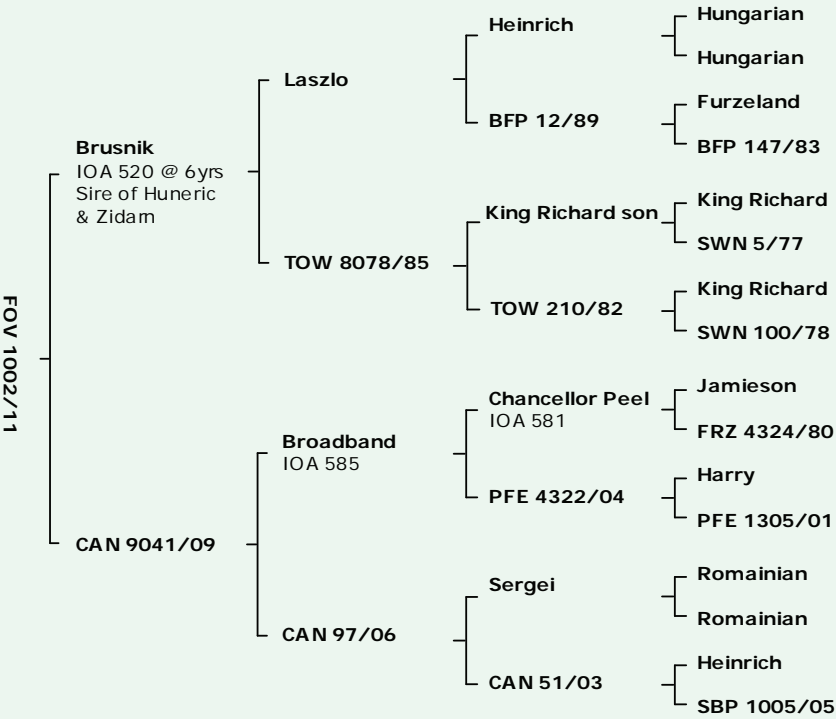 FOV 1002/11
Brusnik
IOA 520 @ 6yrs
Sire of Huneric
& Zidam
CAN 9041/09
Laszlo
TOW 8078/85
Broadband
IOA 585
CAN 97/06
Heinrich
BFP 12/89
King Richard son
TOW 210/82
Chancellor Peel
IOA 581
PFE 4322/04
Sergei
CAN 51/03
Hungarian
Hungarian
Furzeland
BFP 147/83
King Richard
SWN 5/77
King Richard
SWN 100/78
Jamieson
FRZ 4324/80
Harry
PFE 1305/01
Romainian
Romainian
Heinrich
SBP 1005/05